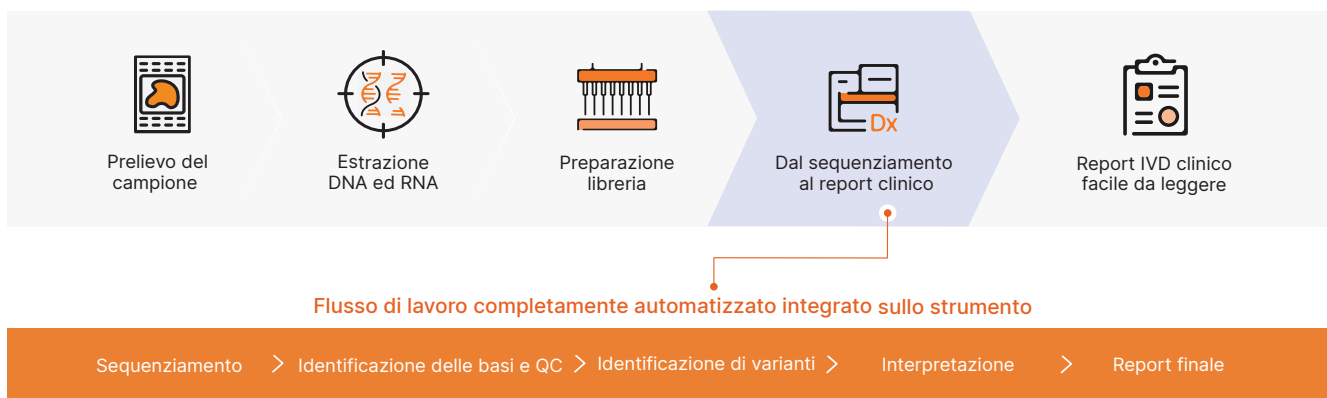 Prelievo del
campione
Estrazione
DNA ed RNA
Preparazione
libreria
Dx
Dal sequenziamento
al report clinico
Report IVD clinico
facile da leggere
Flusso di lavoro completamente automatizzato integrato sullo strumento
Sequenziamento > Identificazione delle basi e QC > Identificazione di varianti > Interpretazione > Report finale